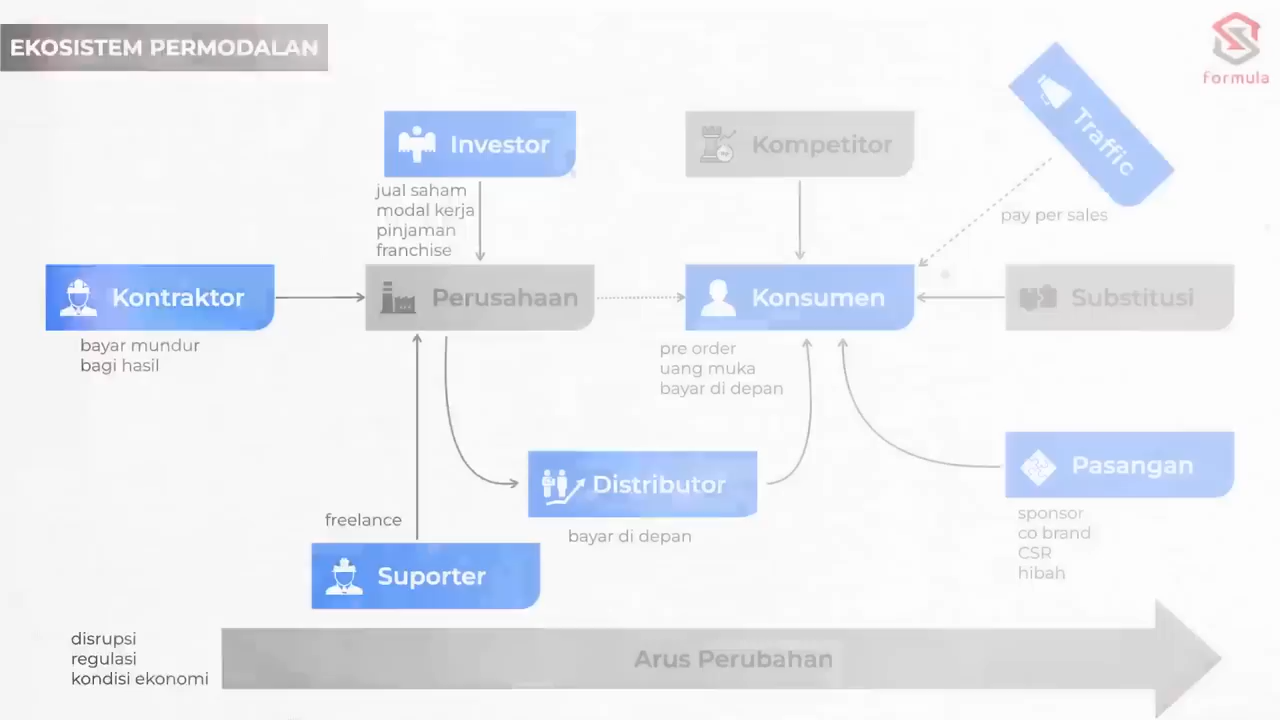 EKOSISTEM PERMODALAN
formula
Investor
Kompetitor
Traffic
jual saham
modal kerja
pinjaman
franchise
pay per sales
Kontraktor
Perusahaan
Konsumen
Substitusi
bayar mundur
bagi hasil
pre order
uang muka
bayar di depan
Distributor
Pasangan
bayar di depan
sponsor
co brand
CSR
hibah
freelance
Suporter
disrupsi
regulasi
kondisi ekonomi
Arus Perubahan